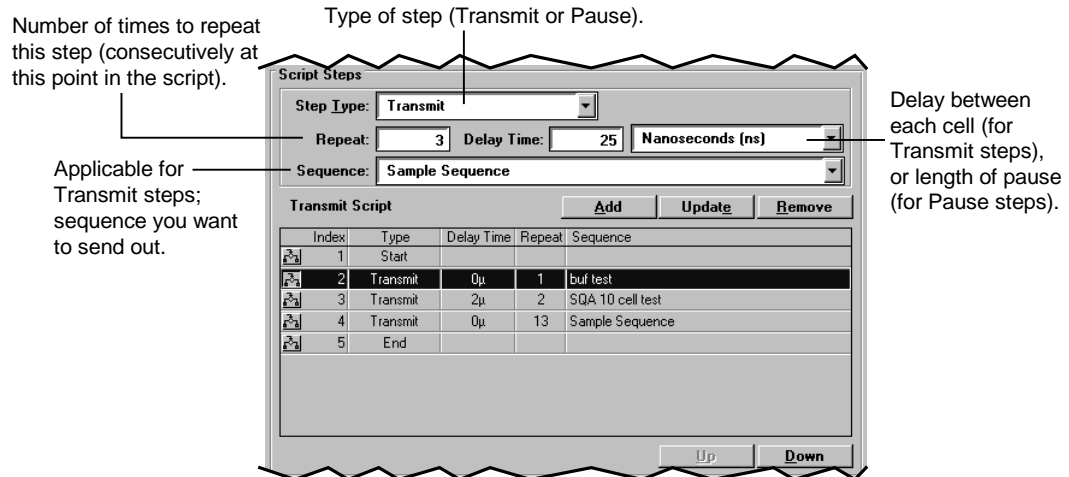 Type of step (Transmit or Pause).
Number of times to repeat
this step (consecutively at
this point in the script).
Applicable for
Transmit steps;
sequence you want
to send out.
Delay between
each cell (for
Transmit steps),
or length of pause
(for Pause steps).
Script Steps
Step Type: Transmit
Repeat: 3 Delay Time: 25 Nanoseconds (ns)
Sequence: Sample Sequence
Transmit Script Add Update Remove
Index Type Delay Time Repeat Sequence
1 Start
2 Transmit 0µ 1 buf test
3 Transmit 2µ 2 SQA 10 cell test
4 Transmit 0µ 13 Sample Sequence
5 End
Up Down